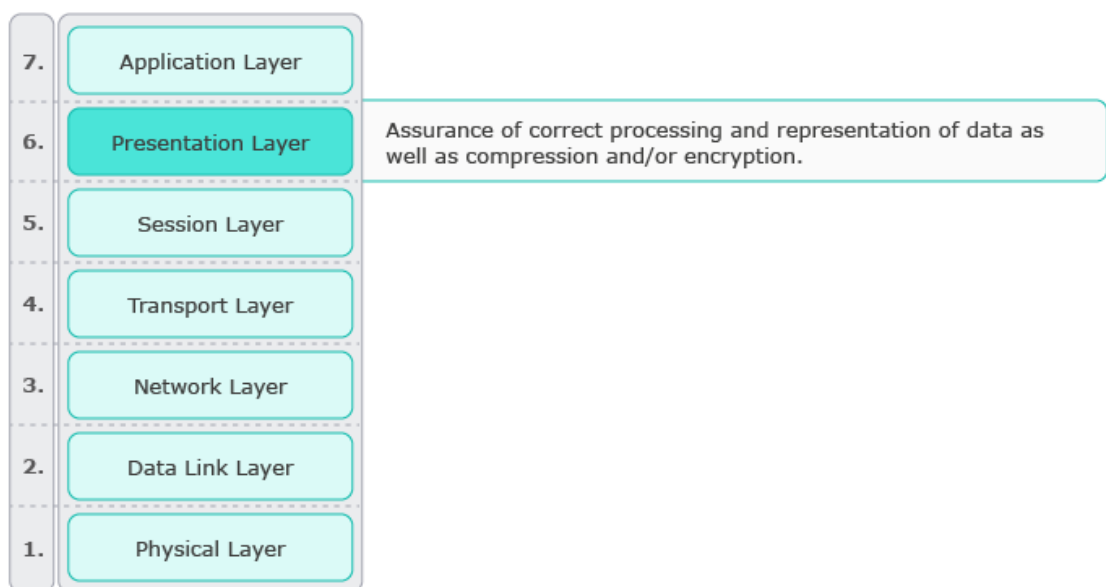 7. Application Layer
6. Presentation Layer
Assurance of correct processing and representation of data as
well as compression and/or encryption.
5. Session Layer
4. Transport Layer
3. Network Layer
2. Data Link Layer
1. Physical Layer